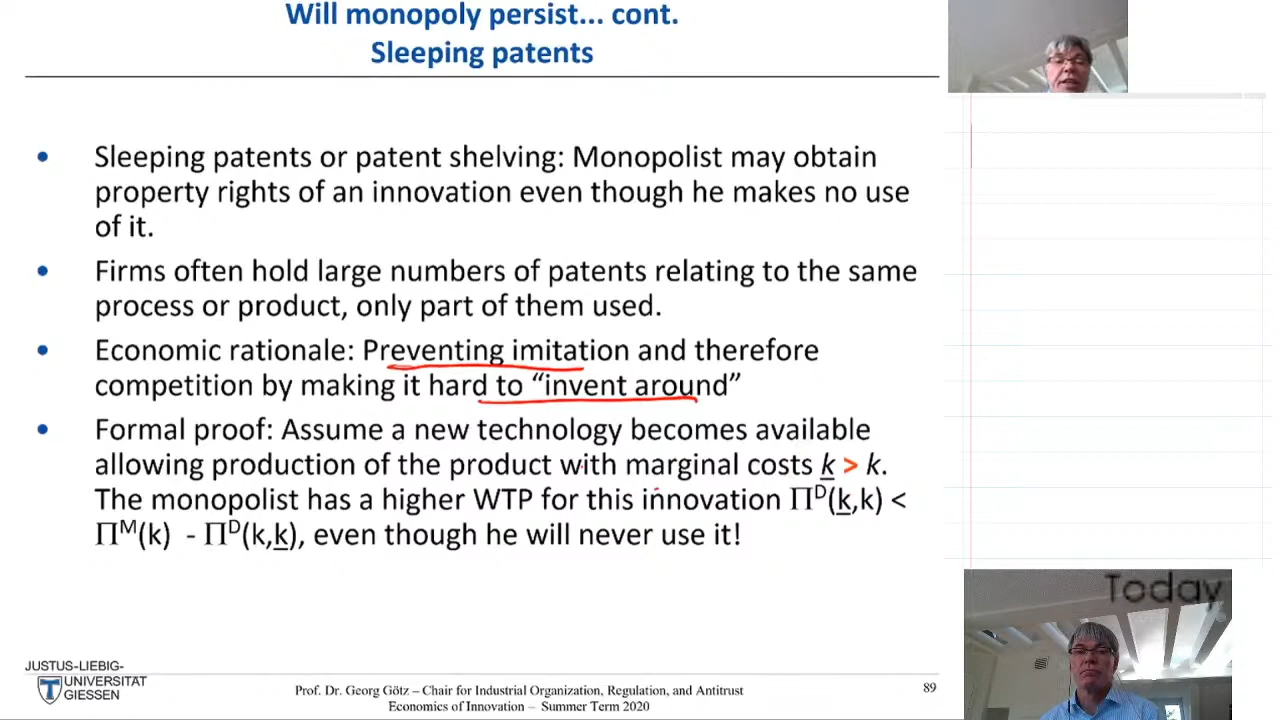 Will monopoly persist... cont.
Sleeping patents
• Sleeping patents or patent shelving: Monopolist may obtain
property rights of an innovation even though he makes no use
of it.
• Firms often hold large numbers of patents relating to the same
process or product, only part of them used.
• Economic rationale: Preventing imitation and therefore
competition by making it hard to “invent around”
• Formal proof: Assume a new technology becomes available
allowing production of the product with marginal costs k > k.
The monopolist has a higher WTP for this innovation Π^D(k,k) <
Π^M(k) - Π^D(k,k), even though he will never use it!
Today
JUSTUS-LIEBIG-
UNIVERSITAT
GIESSEN
Prof. Dr. Georg Götz – Chair for Industrial Organization, Regulation, and Antitrust
Economics of Innovation – Summer Term 2020
89